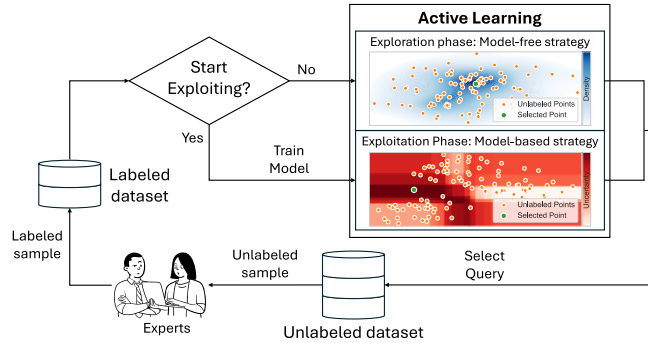 Active Learning
Exploration phase: Model-free strategy
Density
Unlabeled Points
Selected Point
Start
Exploiting?
No
Yes
Train
Model
Exploitation Phase: Model-based strategy
Uncertainty
Unlabeled Points
Selected Point
Labeled
dataset
Labeled
sample
Unlabeled
sample
Select
Query
Experts
Unlabeled dataset